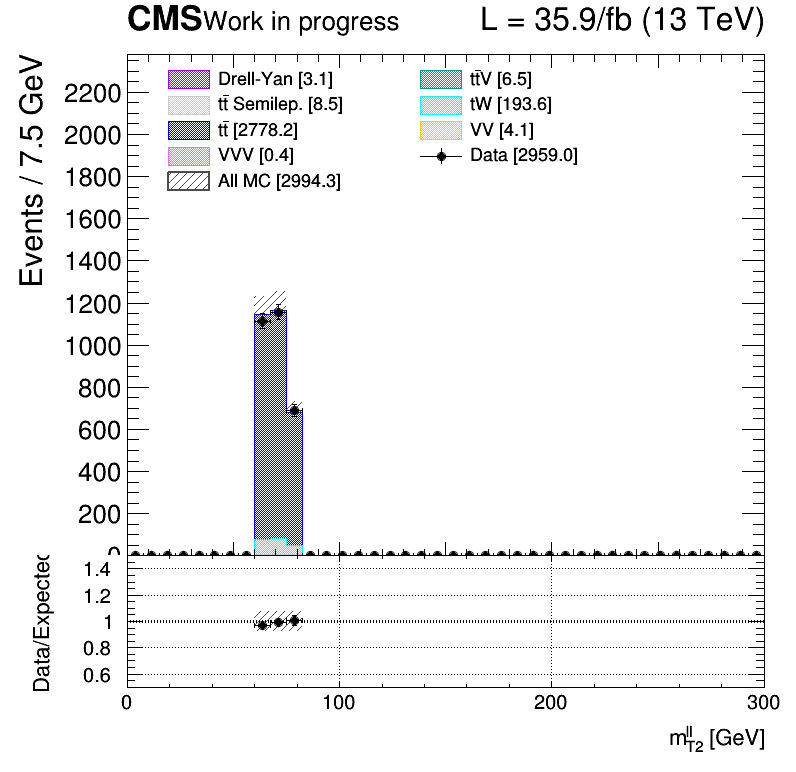 CMS Work in progress L = 35.9/fb (13 TeV)
Events / 7.5 GeV
Drell-Yan [3.1]
tt̄ Semilep. [8.5]
tt̄ [2778.2]
VVV [0.4]
All MC [2994.3]
tt̄V [6.5]
tW [193.6]
VV [4.1]
Data [2959.0]
2200
2000
1800
1600
1400
1200
1000
800
600
400
200
0
Data/Expected
1.4
1.2
1
0.8
0.6
0 100 200 300
m_{T2}^{ll} [GeV]